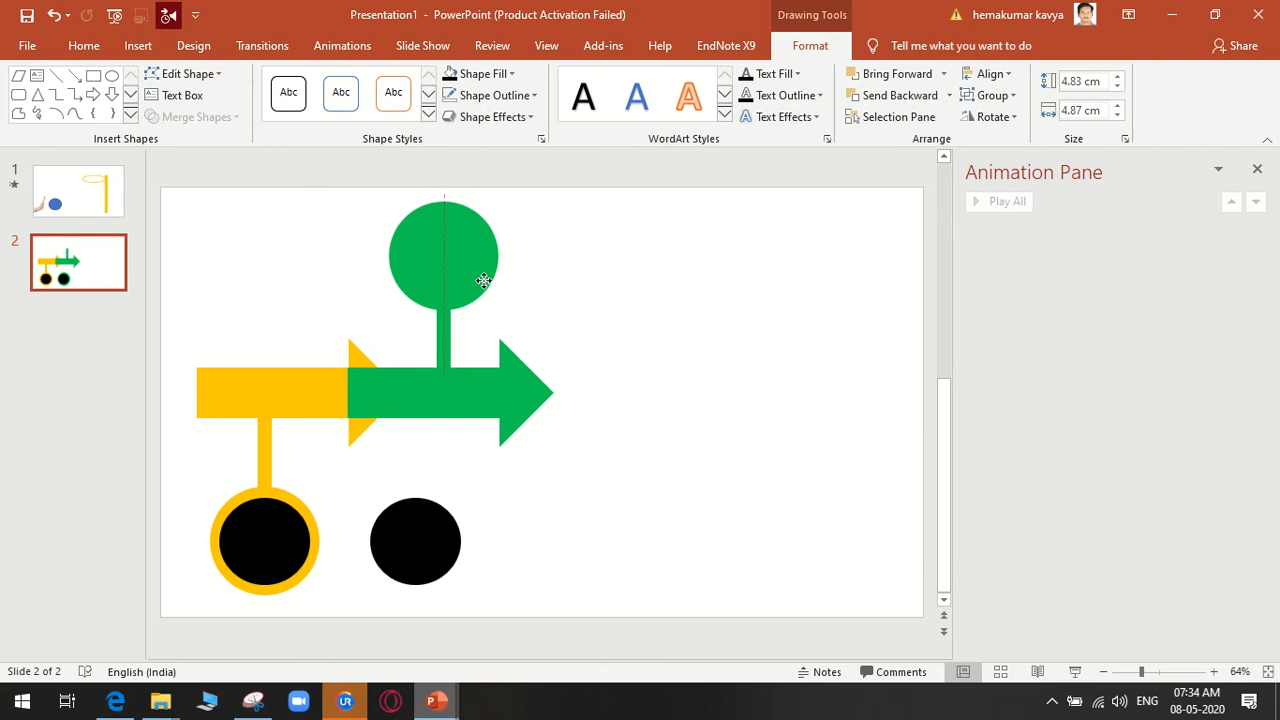 Presentation1 - PowerPoint (Product Activation Failed)
Drawing Tools
hemakumar kavya
File Home Insert Design Transitions Animations Slide Show Review View Add-ins Help EndNote X9 Format Tell me what you want to do Share
Edit Shape
Text Box
Merge Shapes
Insert Shapes
Abc Abc Abc
Shape Fill
Shape Outline
Shape Effects
Shape Styles
A A A
Text Fill
Text Outline
Text Effects
WordArt Styles
Bring Forward Align
Send Backward Group
Selection Pane Rotate
Arrange
4.83 cm
4.87 cm
Size
1
2
Animation Pane
Play All
Slide 2 of 2 English (India) Notes Comments 64%
ENG
07:34 AM
08-05-2020